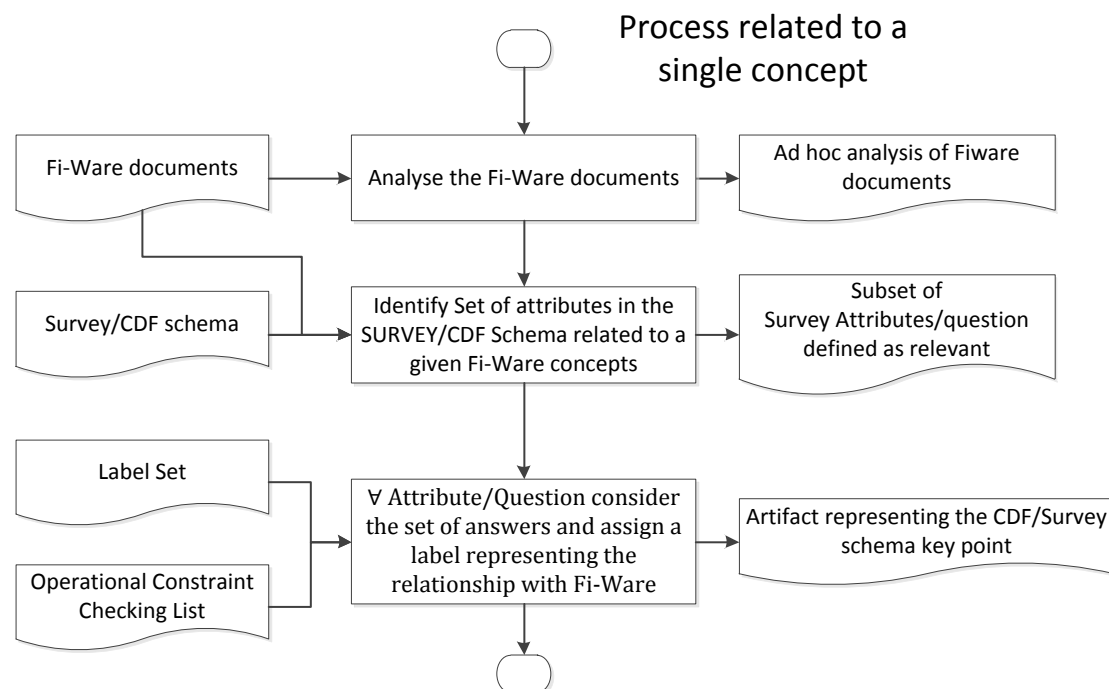 Process related to a
single concept
Fi-Ware documents
Analyse the Fi-Ware documents
Ad hoc analysis of Fiware
documents
Survey/CDF schema
Identify Set of attributes in the
SURVEY/CDF Schema related to a
given Fi-Ware concepts
Subset of
Survey Attributes/question
defined as relevant
Label Set
Operational Constraint
Checking List
∀ Attribute/Question consider
the set of answers and assign a
label representing the
relationship with Fi-Ware
Artifact representing the CDF/Survey
schema key point